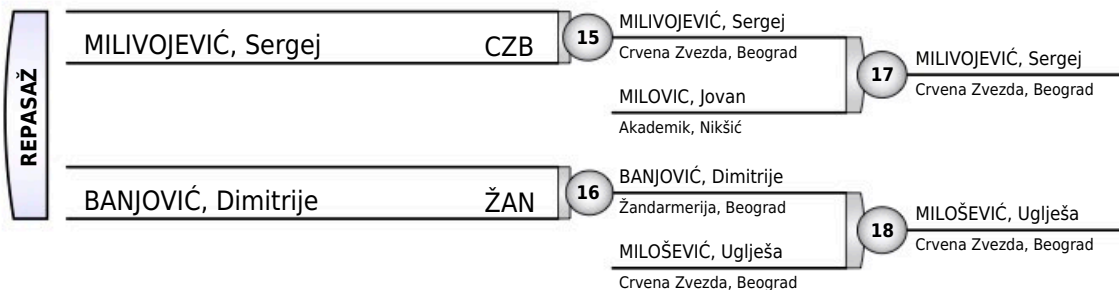 REPASAŽ
MILIVOJEVIĆ, Sergej CZB
15
MILIVOJEVIĆ, Sergej
Crvena Zvezda, Beograd
MILOVIC, Jovan
Akademik, Nikšić
17
MILIVOJEVIĆ, Sergej
Crvena Zvezda, Beograd
BANJOVIĆ, Dimitrije ŽAN
16
BANJOVIĆ, Dimitrije
Žandarmerija, Beograd
MILOŠEVIĆ, Uglješa
Crvena Zvezda, Beograd
18
MILOŠEVIĆ, Uglješa
Crvena Zvezda, Beograd